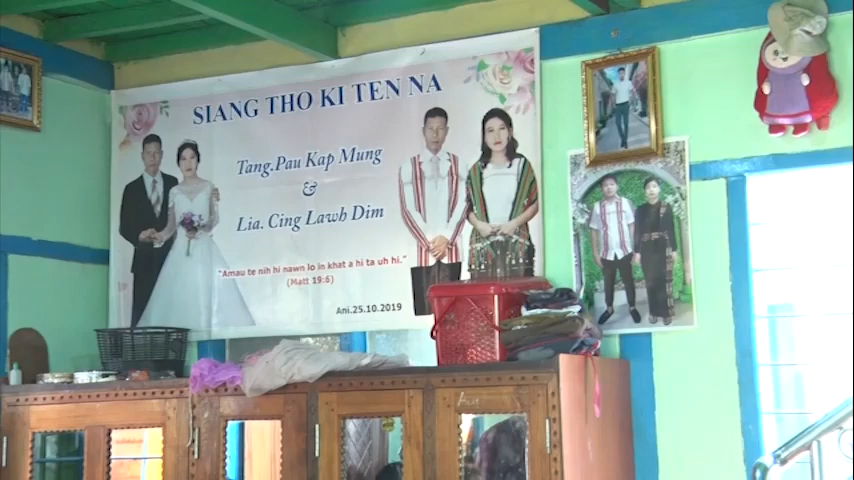 SIANG THO KI TEN NA
Tang.Pau Kap Mung
&
Lia. Cing Lawh Dim
"Amau te nih hi nawn lo in khat a hi ta uh hi."
(Matt 19:6)
Ani.25.10.2019